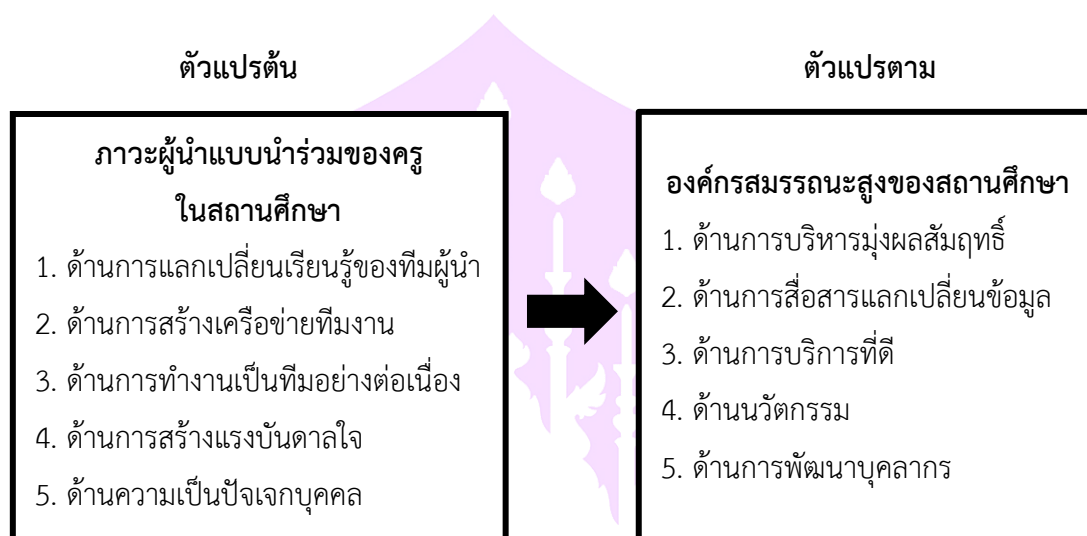 ตัวแปรต้น
ตัวแปรตาม
ภาวะผู้นำแบบนำร่วมของครู
ในสถานศึกษา
1. ด้านการแลกเปลี่ยนเรียนรู้ของทีมผู้นำ
2. ด้านการสร้างเครือข่ายทีมงาน
3. ด้านการทำงานเป็นทีมอย่างต่อเนื่อง
4. ด้านการสร้างแรงบันดาลใจ
5. ด้านความเป็นปัจเจกบุคคล
องค์กรสมรรถนะสูงของสถานศึกษา
1. ด้านการบริหารมุ่งผลสัมฤทธิ์
2. ด้านการสื่อสารแลกเปลี่ยนข้อมูล
3. ด้านการบริการที่ดี
4. ด้านนวัตกรรม
5. ด้านการพัฒนาบุคลากร